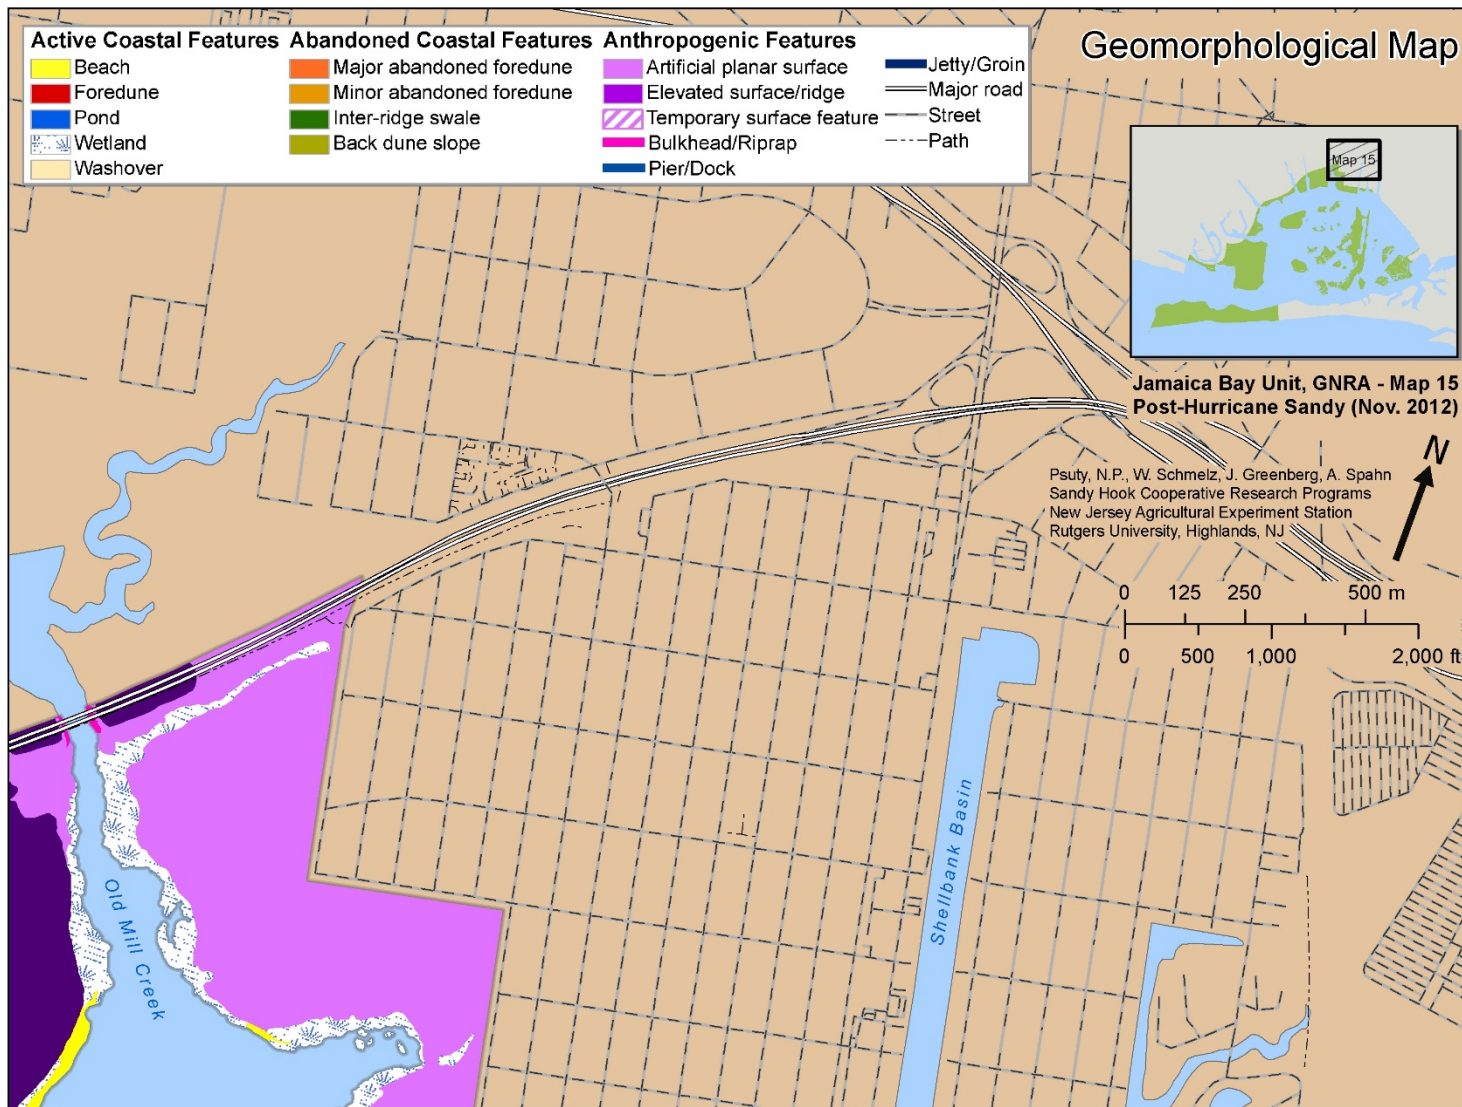 Geomorphological Map
Active Coastal Features
Beach
Foredune
Pond
Wetland
Washover
Abandoned Coastal Features
Major abandoned foredune
Minor abandoned foredune
Inter-ridge swale
Back dune slope
Anthropogenic Features
Artificial planar surface
Elevated surface/ridge
Temporary surface feature
Bulkhead/Riprap
Pier/Dock
Jetty/Groin
Major road
Street
Path
Map 15
Jamaica Bay Unit, GNRA - Map 15
Post-Hurricane Sandy (Nov. 2012)
N
Psuty, N.P., W. Schmelz, J. Greenberg, A. Spahn
Sandy Hook Cooperative Research Programs
New Jersey Agricultural Experiment Station
Rutgers University, Highlands, NJ
0 125 250 500 m
0 500 1,000 2,000 ft
Shellbank Basin
Old Mill Creek